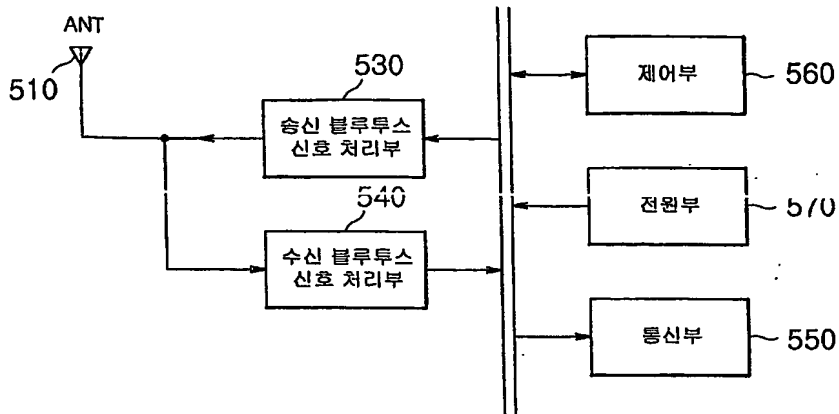 ANT
510
530
송신 블루투스
신호 처리부
540
수신 블루투스
신호 처리부
제어부
560
전원부
570
통신부
550